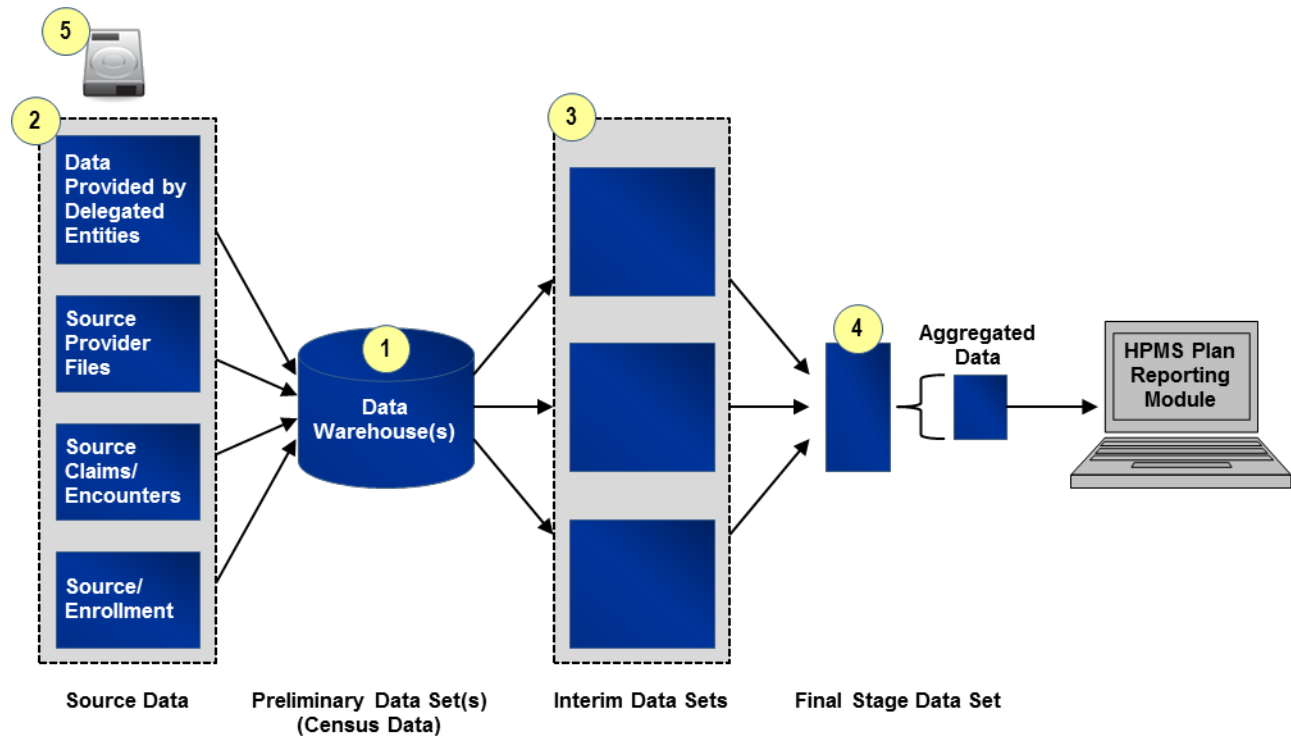 5
2
Data
Provided by
Delegated
Entities
Source
Provider
Files
Source
Claims/
Encounters
Source/
Enrollment
1
Data
Warehouse(s)
3
4
Aggregated
Data
HPMS Plan
Reporting
Module
Source Data
Preliminary Data Set(s)
(Census Data)
Interim Data Sets
Final Stage Data Set